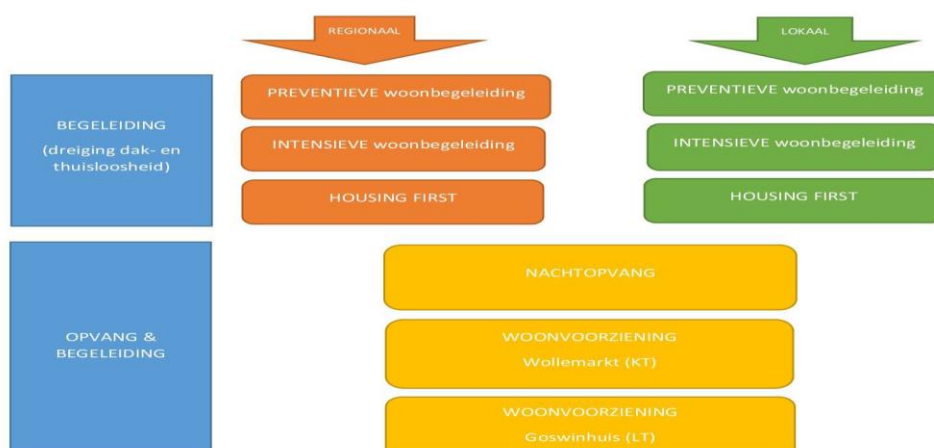 REGIONAAL
LOKAAL
BEGELEIDING
(dreiging dak- en
thuisloosheid)
PREVENTIEVE woonbegeleiding
INTENSIEVE woonbegeleiding
HOUSING FIRST
PREVENTIEVE woonbegeleiding
INTENSIEVE woonbegeleiding
HOUSING FIRST
OPVANG &
BEGELEIDING
NACHTOPVANG
WOONVOORZIENING
Wollemarkt (KT)
WOONVOORZIENING
Goswinhuis (LT)